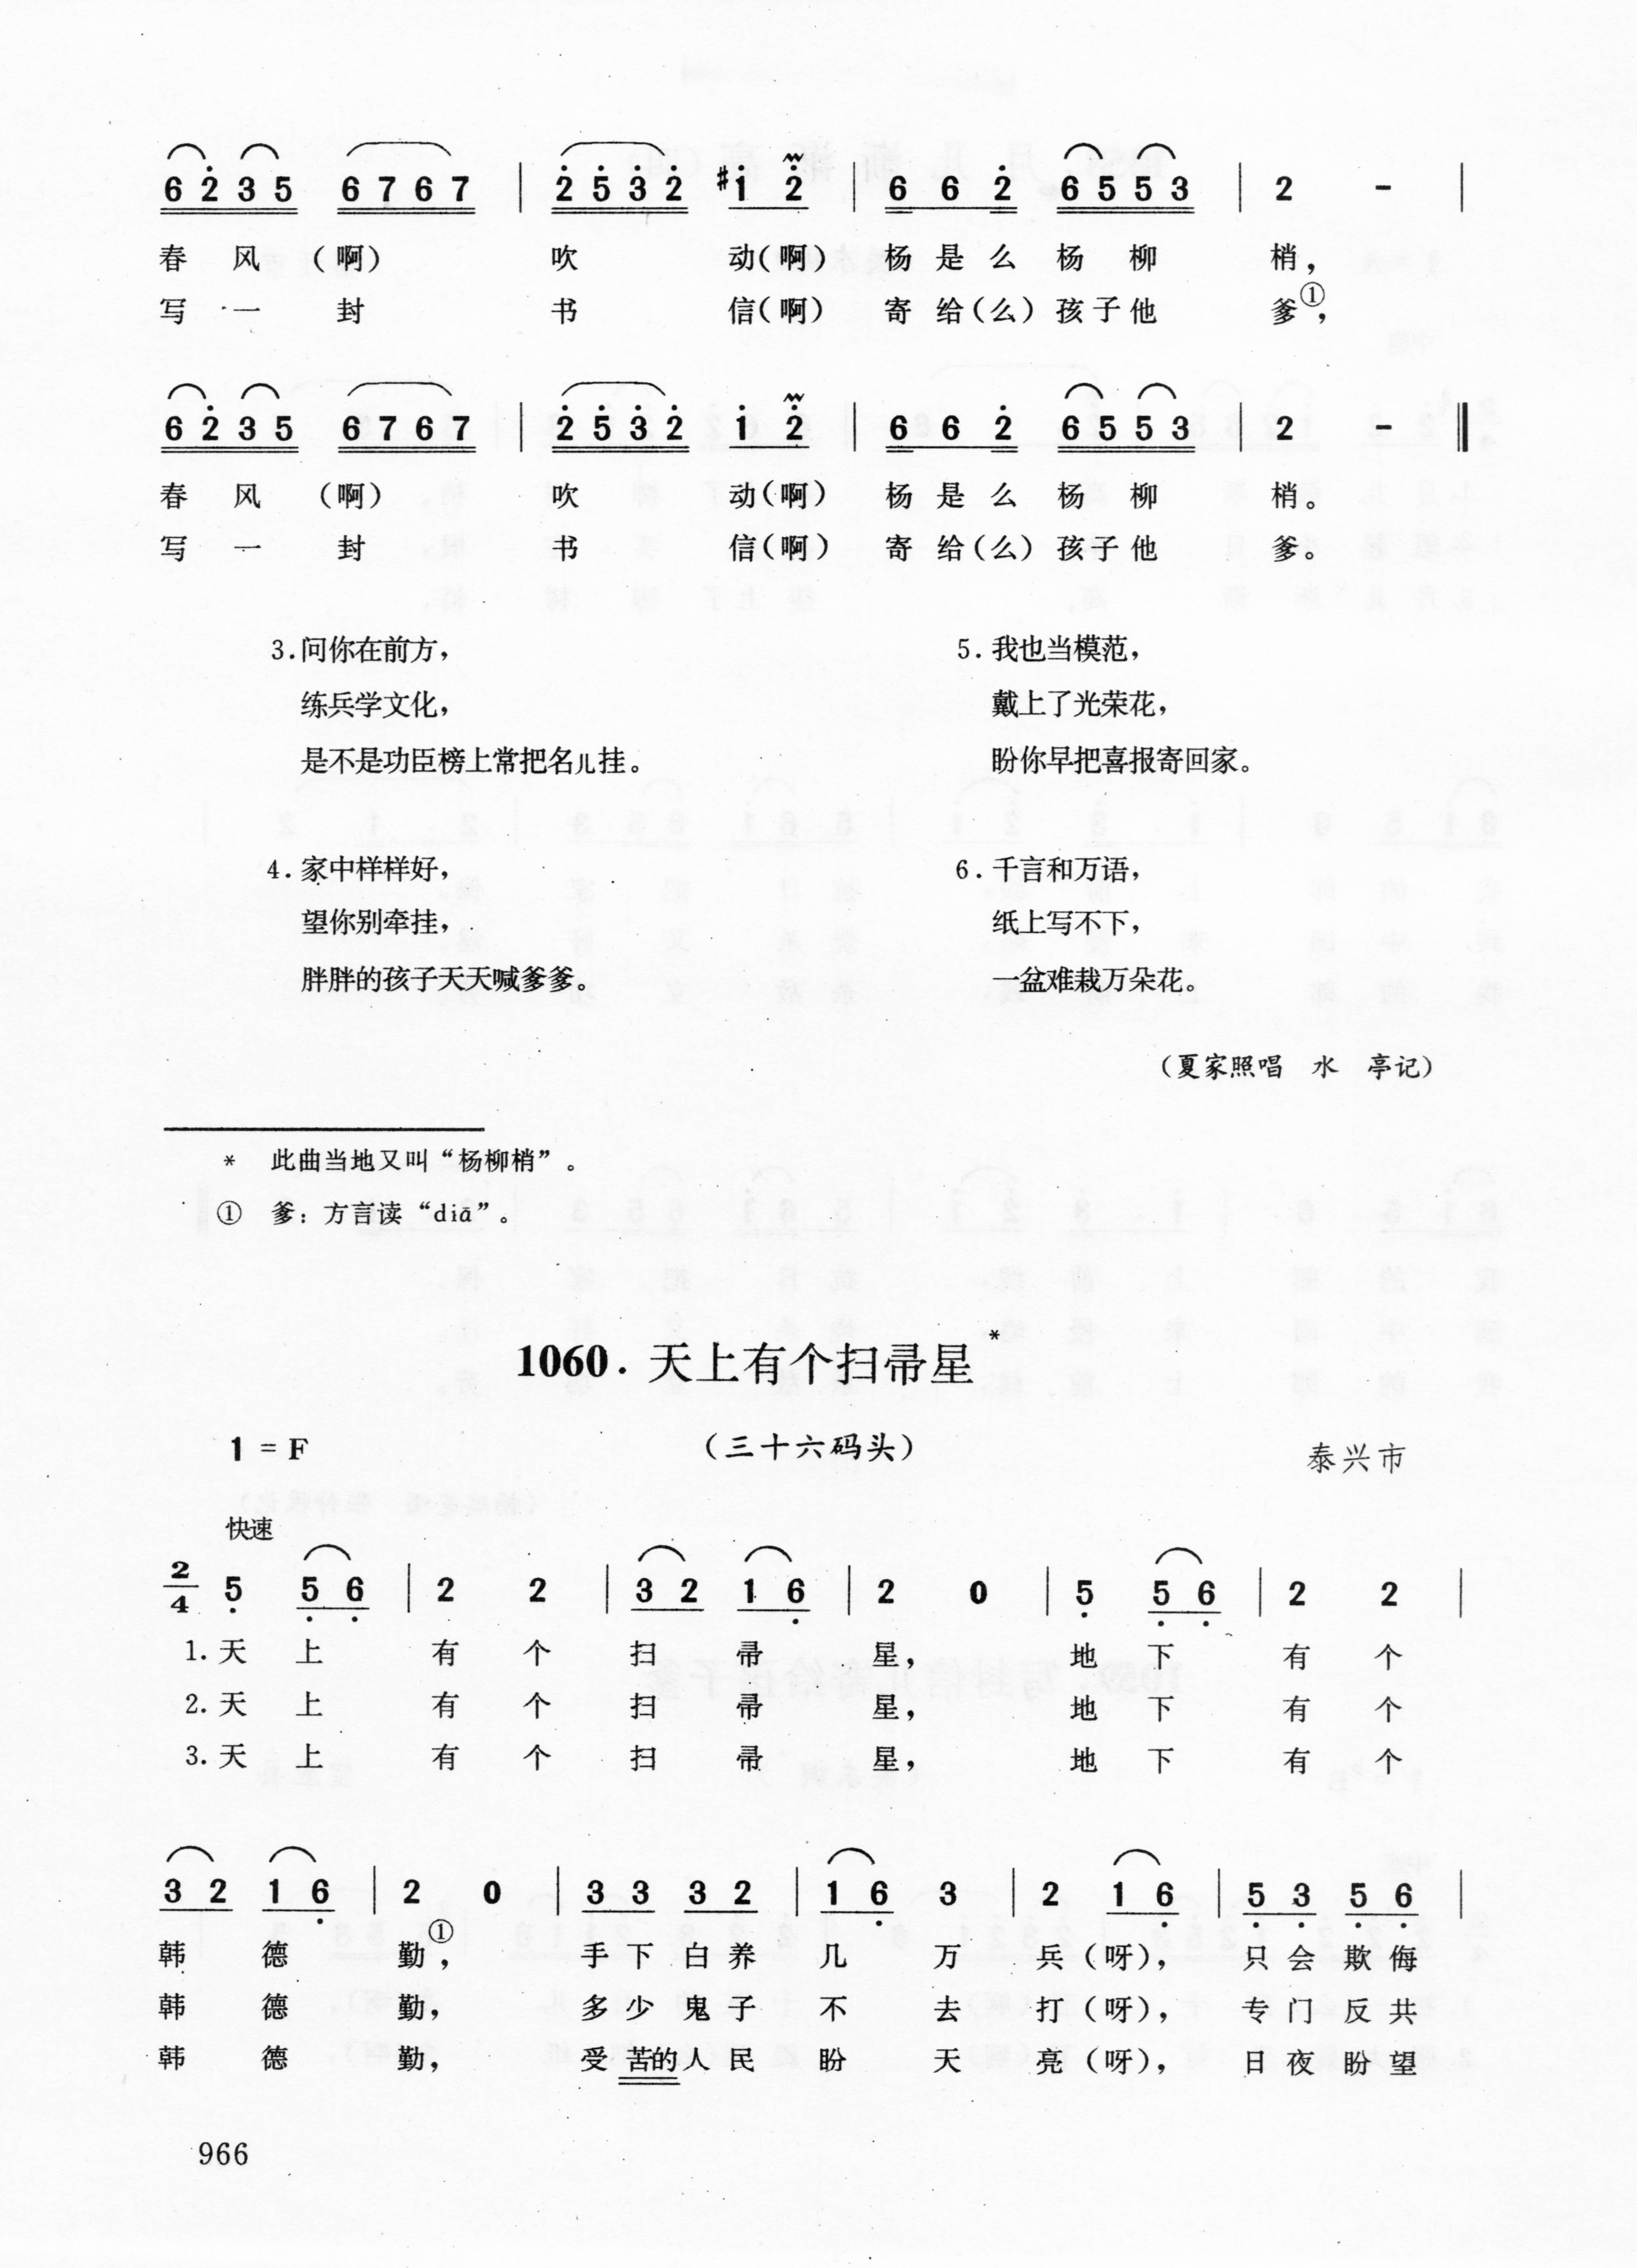 6 2̇ 3 5 6 7 6 7 | 2̇ 5̇ 3̇ 2̇ #1̇ 2̇ | 6 6 2̇ 6 5 5 3 | 2 - |
春 风 (啊) 吹 动(啊) 杨 是 么 杨 柳 梢，
写 一 封 书 信(啊) 寄 给(么) 孩 子 他 爹①，
6 2̇ 3 5 6 7 6 7 | 2̇ 5̇ 3̇ 2̇ 1̇ 2̇ | 6 6 2̇ 6 5 5 3 | 2 - ‖
春 风 (啊) 吹 动(啊) 杨 是 么 杨 柳 梢。
写 一 封 书 信(啊) 寄 给(么) 孩 子 他 爹。
3.问你在前方，
练兵学文化，
是不是功臣榜上常把名儿挂。
4.家中样样好，
望你别牵挂，
胖胖的孩子天天喊爹爹。
5.我也当模范，
戴上了光荣花，
盼你早把喜报寄回家。
6.千言和万语，
纸上写不下，
一盆难栽万朵花。
(夏家照唱 水 亭记)
* 此曲当地又叫“杨柳梢”。
① 爹：方言读“diā”。
1060.天上有个扫帚星*
(三十六码头)
1 = F
泰兴市
快速
2/4 5̣ 5̣ 6̣ | 2 2 | 3 2 1 6̣ | 2 0 | 5̣ 5̣ 6̣ | 2 2 |
1. 天 上 有 个 扫 帚 星， 地 下 有 个
2. 天 上 有 个 扫 帚 星， 地 下 有 个
3. 天 上 有 个 扫 帚 星， 地 下 有 个
3 2 1 6̣ | 2 0 | 3 3 3 2 | 1 6̣ 3 | 2 1 6̣ | 5̣ 3̣ 5̣ 6̣ |
韩 德 勤①， 手 下 白 养 几 万 兵 (呀)， 只 会 欺 侮
韩 德 勤， 多 少 鬼 子 不 去 打 (呀)， 专 门 反 共
韩 德 勤， 受 苦的 人 民 盼 天 亮 (呀)， 日 夜 盼 望
966